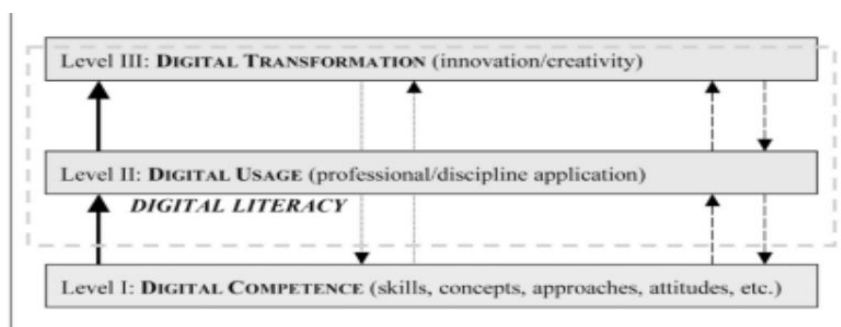 Level III: DIGITAL TRANSFORMATION (innovation/creativity)
Level II: DIGITAL USAGE (professional/discipline application)
DIGITAL LITERACY
Level I: DIGITAL COMPETENCE (skills, concepts, approaches, attitudes, etc.)